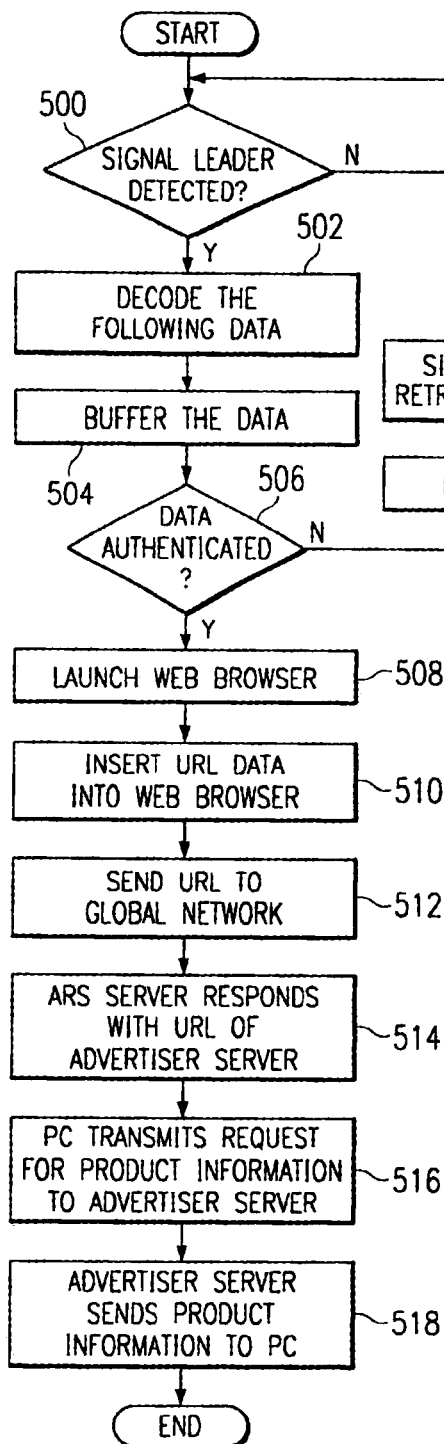 START
500
SIGNAL LEADER
DETECTED?
N
Y
502
DECODE THE
FOLLOWING DATA
BUFFER THE DATA
504
506
DATA
AUTHENTICATED
?
N
Y
LAUNCH WEB BROWSER
508
INSERT URL DATA
INTO WEB BROWSER
510
SEND URL TO
GLOBAL NETWORK
512
ARS SERVER RESPONDS
WITH URL OF
ADVERTISER SERVER
514
PC TRANSMITS REQUEST
FOR PRODUCT INFORMATION
TO ADVERTISER SERVER
516
ADVERTISER SERVER
SENDS PRODUCT
INFORMATION TO PC
518
END